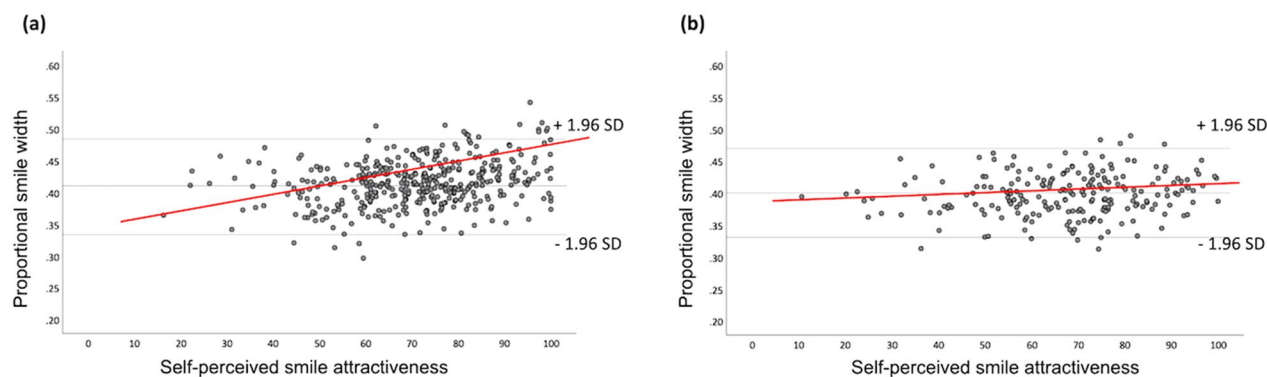 (a)
Proportional smile width
.60
.55
.50
.45
.40
.35
.30
.25
.20
+ 1.96 SD
- 1.96 SD
0 10 20 30 40 50 60 70 80 90 100
Self-perceived smile attractiveness
(b)
Proportional smile width
.60
.55
.50
.45
.40
.35
.30
.25
.20
+ 1.96 SD
- 1.96 SD
0 10 20 30 40 50 60 70 80 90 100
Self-perceived smile attractiveness